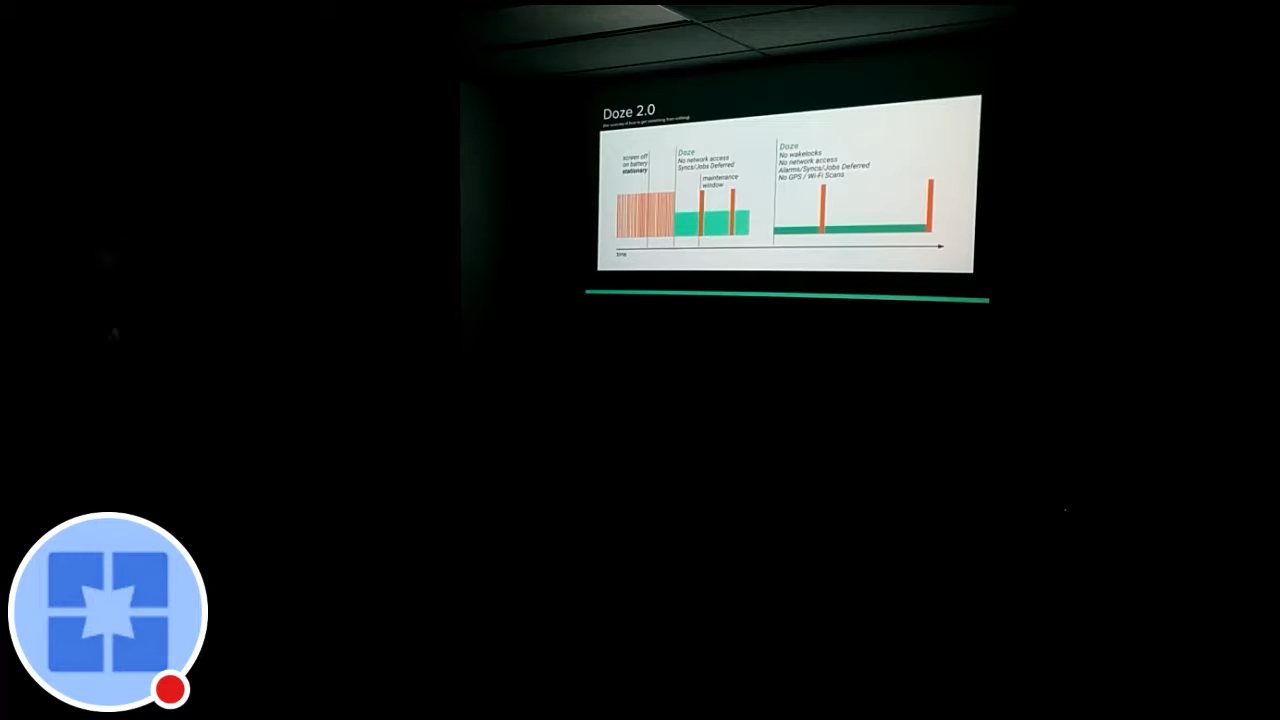 Doze 2.0
screen off
on battery
stationary
Doze
No network access
Syncs/Jobs Deferred
maintenance
window
Doze
No wakelocks
No network access
Alarms/Syncs/Jobs Deferred
No GPS / Wi-Fi Scans
time